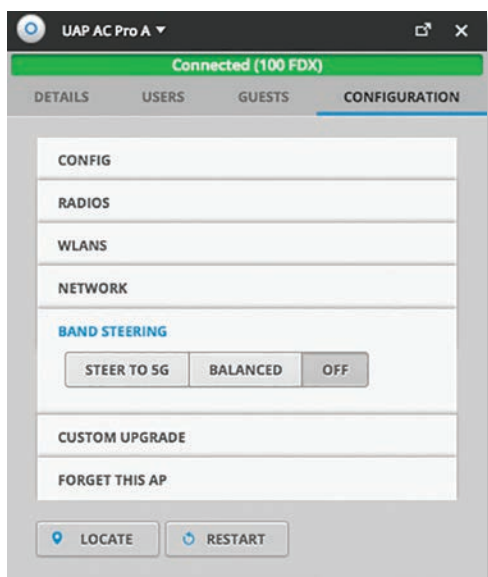 UAP AC Pro A
Connected (100 FDX)
DETAILS USERS GUESTS CONFIGURATION
CONFIG
RADIOS
WLANS
NETWORK
BAND STEERING
STEER TO 5G BALANCED OFF
CUSTOM UPGRADE
FORGET THIS AP
LOCATE RESTART